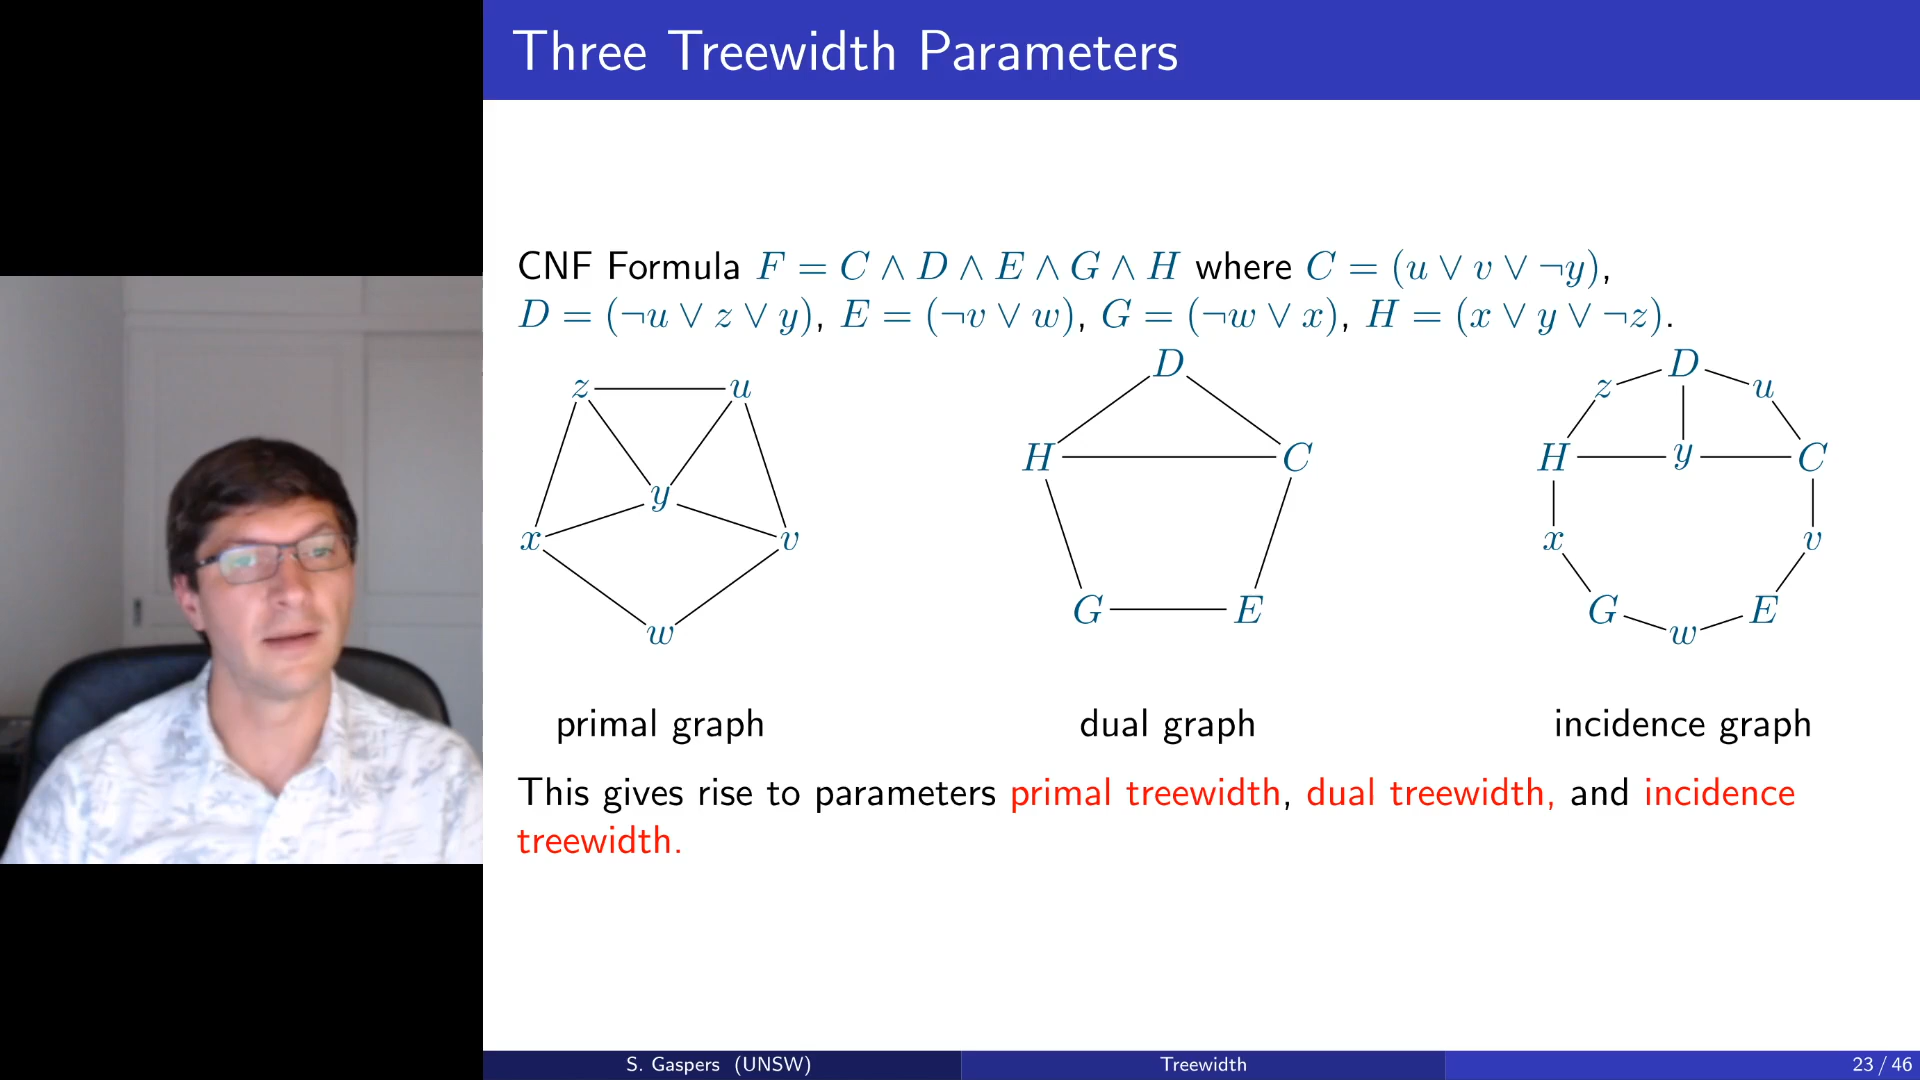 Three Treewidth Parameters
CNF Formula F = C ∧ D ∧ E ∧ G ∧ H where C = (u ∨ v ∨ ¬y),
D = (¬u ∨ z ∨ y), E = (¬v ∨ w), G = (¬w ∨ x), H = (x ∨ y ∨ ¬z).
z u
y
x v
w
D
H C
G E
D
z u
H y C
x v
G E
w
primal graph
dual graph
incidence graph
This gives rise to parameters primal treewidth, dual treewidth, and incidence
treewidth.
S. Gaspers (UNSW)
Treewidth
23 / 46